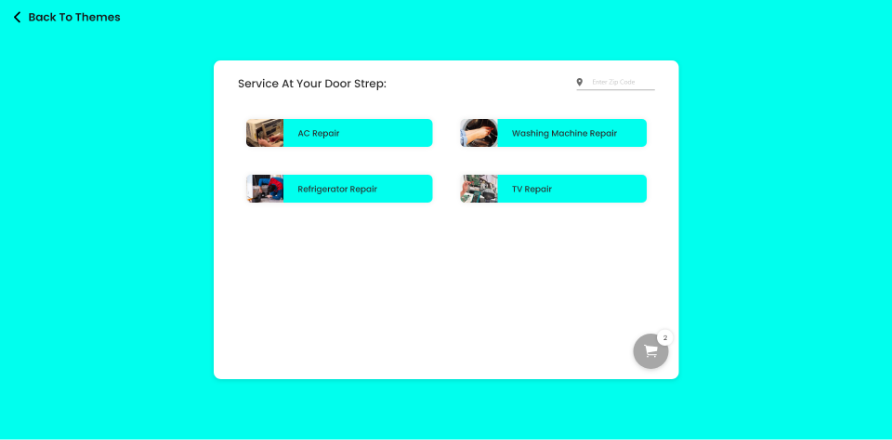 Back To Themes
Service At Your Door Strep:
Enter Zip Code
AC Repair
Washing Machine Repair
Refrigerator Repair
TV Repair
2